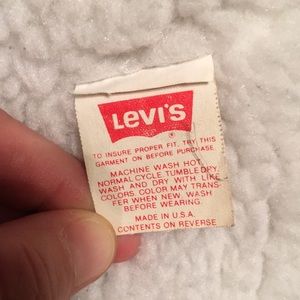 LEVI'S
®
TO INSURE PROPER FIT, TRY THIS
GARMENT ON BEFORE PURCHASE
MACHINE WASH HOT,
NORMAL CYCLE. TUMBLE DRY.
WASH AND DRY WITH LIKE
COLORS. COLOR MAY TRANS-
FER WHEN NEW. WASH
BEFORE WEARING.
MADE IN U.S.A.
CONTENTS ON REVERSE